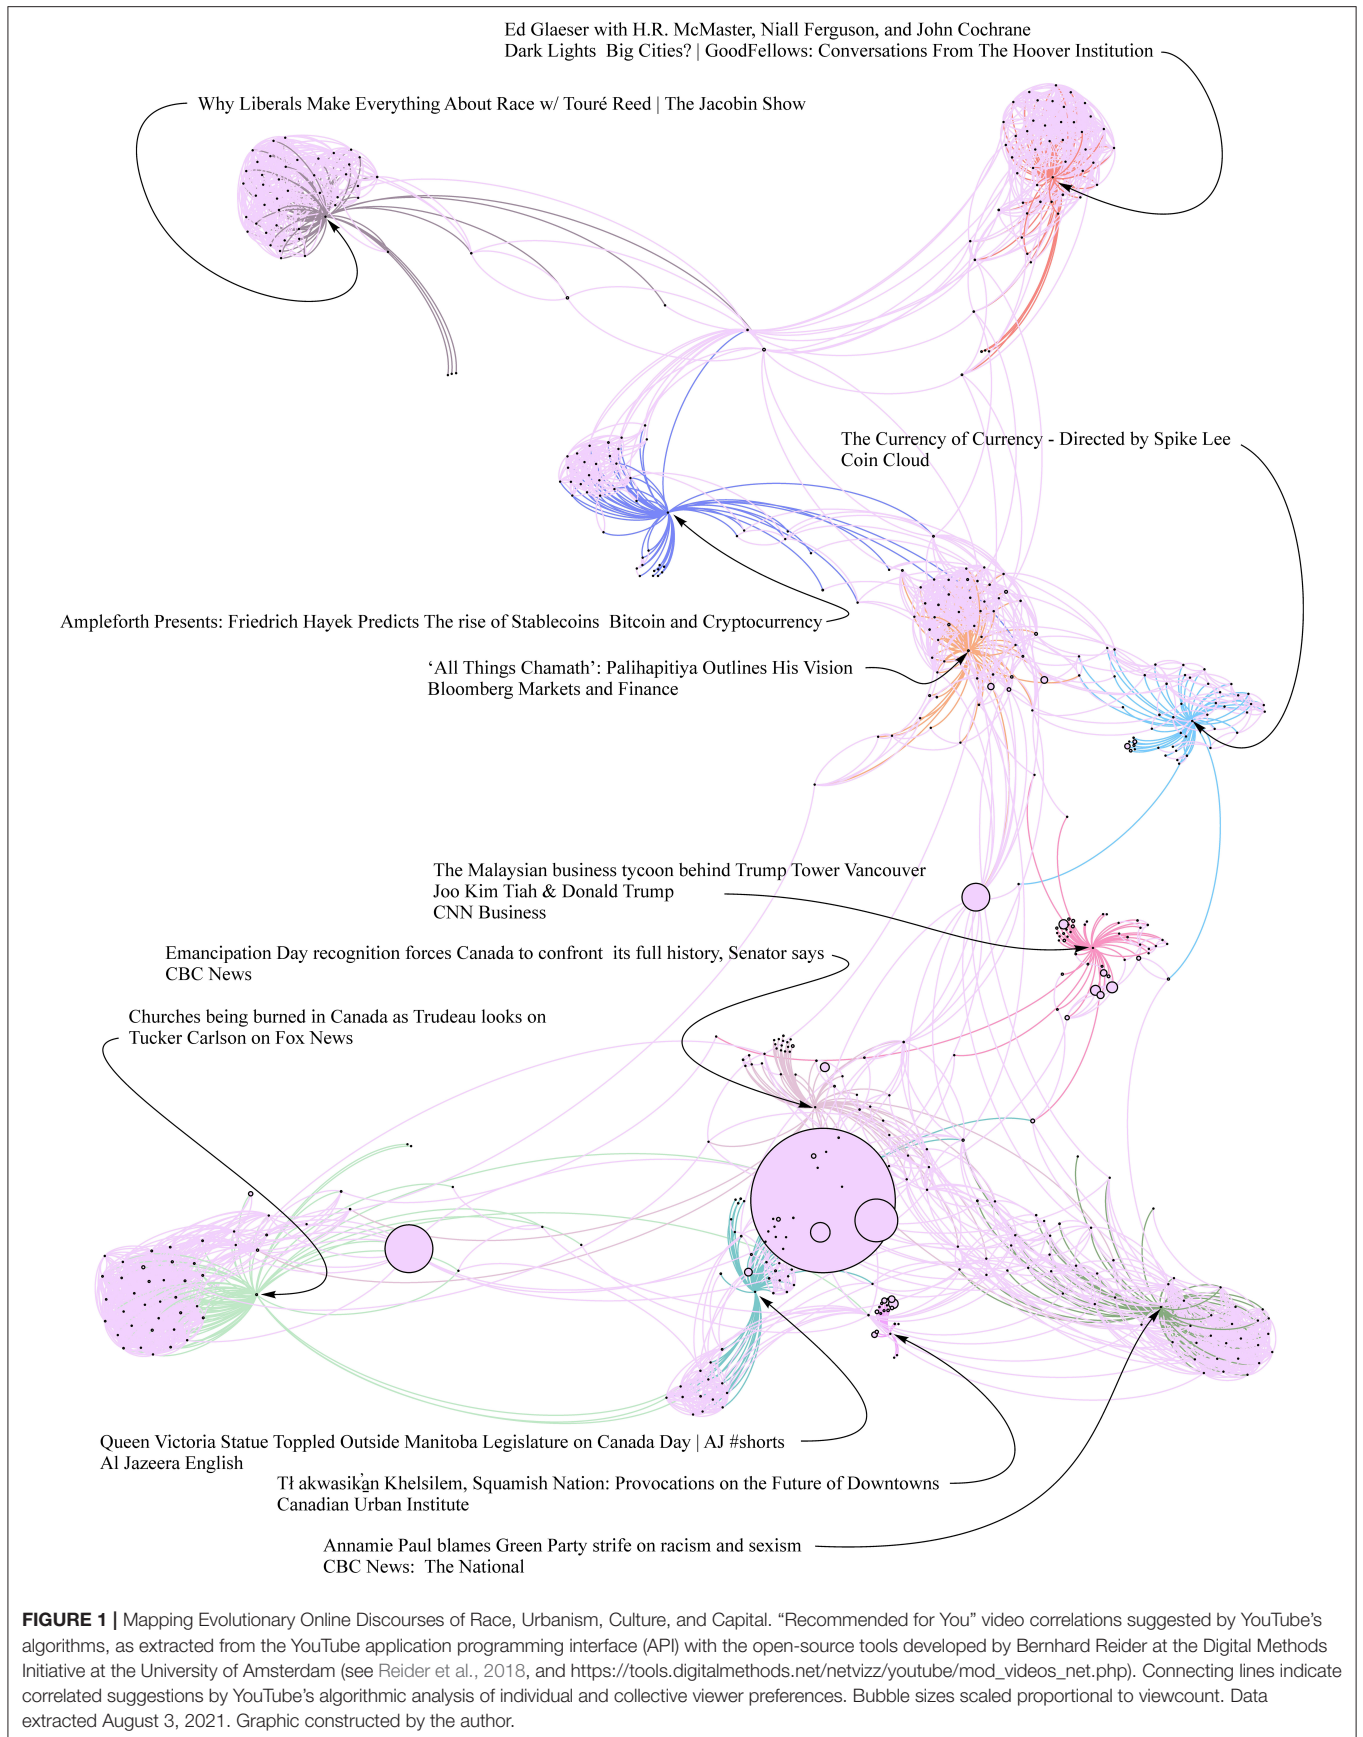 Ed Glaeser with H.R. McMaster, Niall Ferguson, and John Cochrane
Dark Lights  Big Cities? | GoodFellows: Conversations From The Hoover Institution
Why Liberals Make Everything About Race w/ Touré Reed | The Jacobin Show
The Currency of Currency - Directed by Spike Lee
Coin Cloud
Ampleforth Presents: Friedrich Hayek Predicts The rise of Stablecoins  Bitcoin and Cryptocurrency
‘All Things Chamath’: Palihapitiya Outlines His Vision
Bloomberg Markets and Finance
The Malaysian business tycoon behind Trump Tower Vancouver
Joo Kim Tiah & Donald Trump
CNN Business
Emancipation Day recognition forces Canada to confront  its full history, Senator says
CBC News
Churches being burned in Canada as Trudeau looks on
Tucker Carlson on Fox News
Queen Victoria Statue Toppled Outside Manitoba Legislature on Canada Day | AJ #shorts
Al Jazeera English
Tł akwasik̓a̱n Khelsilem, Squamish Nation: Provocations on the Future of Downtowns
Canadian Urban Institute
Annamie Paul blames Green Party strife on racism and sexism
CBC News:  The National
FIGURE 1 | Mapping Evolutionary Online Discourses of Race, Urbanism, Culture, and Capital. “Recommended for You” video correlations suggested by YouTube’s
algorithms, as extracted from the YouTube application programming interface (API) with the open-source tools developed by Bernhard Reider at the Digital Methods
Initiative at the University of Amsterdam (see Reider et al., 2018, and https://tools.digitalmethods.net/netvizz/youtube/mod_videos_net.php). Connecting lines indicate
correlated suggestions by YouTube’s algorithmic analysis of individual and collective viewer preferences. Bubble sizes scaled proportional to viewcount. Data
extracted August 3, 2021. Graphic constructed by the author.